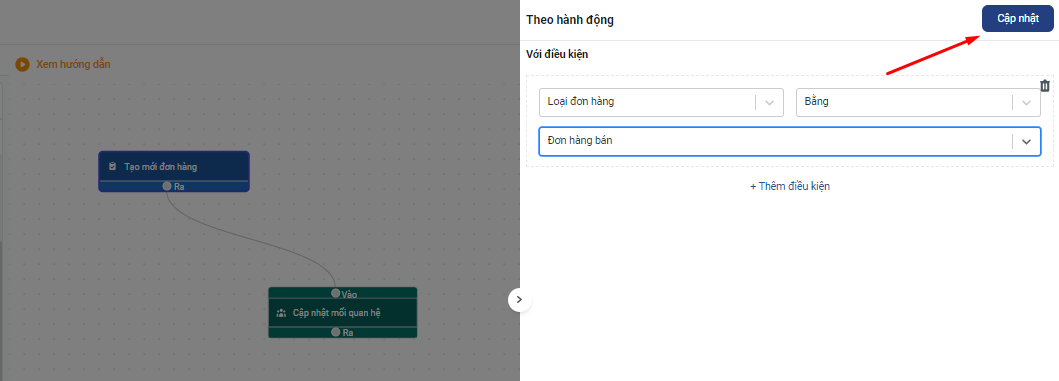 Theo hành động
Cập nhật
Với điều kiện
Xem hướng dẫn
Loại đơn hàng
Bằng
Đơn hàng bán
+ Thêm điều kiện
Tạo mới đơn hàng
Ra
Vào
Cập nhật mối quan hệ
Ra